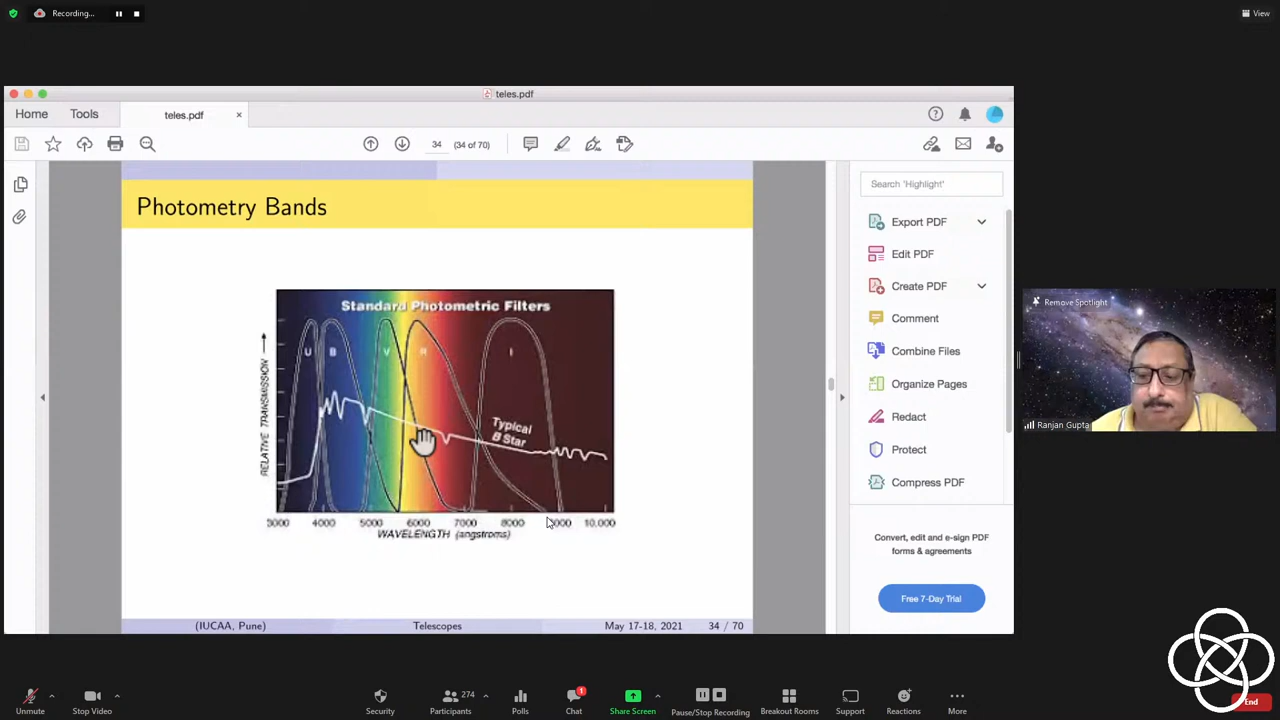 Recording...
View
teles.pdf
Home
Tools
teles.pdf
34
(34 of 70)
Search 'Highlight'
Photometry Bands
Export PDF
Edit PDF
Create PDF
Comment
Combine Files
Organize Pages
Redact
Protect
Compress PDF
Convert, edit and e-sign PDF
forms & agreements
Free 7-Day Trial
Standard Photometric Filters
U B V R I
Typical
B Star
RELATIVE TRANSMISSION
3000 4000 5000 6000 7000 8000 9000 10,000
WAVELENGTH (angstroms)
(IUCAA, Pune)
Telescopes
May 17-18, 2021
34 / 70
Remove Spotlight
Ranjan Gupta
Unmute
Stop Video
Security
274
Participants
Polls
1
Chat
Share Screen
Pause/Stop Recording
Breakout Rooms
Support
Reactions
More
End